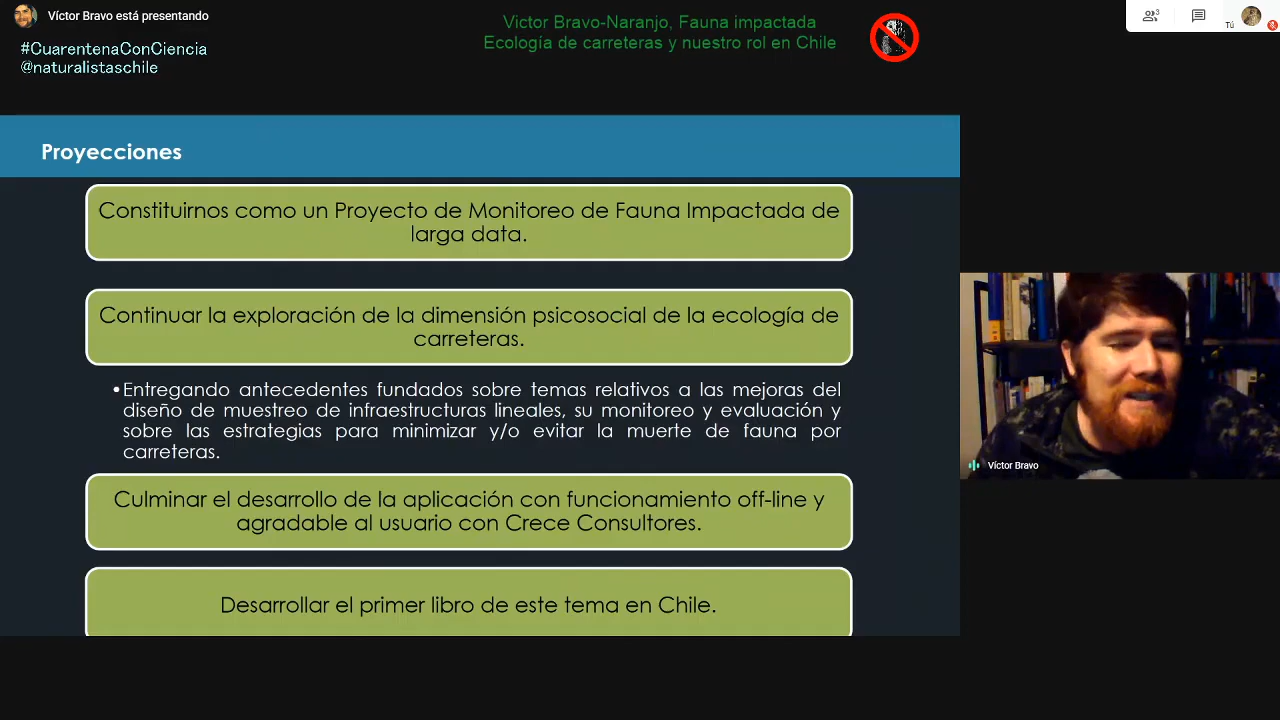 Víctor Bravo está presentando
#CuarentenaConCiencia
@naturalistaschile
Victor Bravo-Naranjo, Fauna impactada
Ecología de carreteras y nuestro rol en Chile
3
Tú
Proyecciones
Constituirnos como un Proyecto de Monitoreo de Fauna Impactada de
larga data.
Continuar la exploración de la dimensión psicosocial de la ecología de
carreteras.
•Entregando antecedentes fundados sobre temas relativos a las mejoras del
diseño de muestreo de infraestructuras lineales, su monitoreo y evaluación y
sobre las estrategias para minimizar y/o evitar la muerte de fauna por
carreteras.
Culminar el desarrollo de la aplicación con funcionamiento off-line y
agradable al usuario con Crece Consultores.
Desarrollar el primer libro de este tema en Chile.
Víctor Bravo